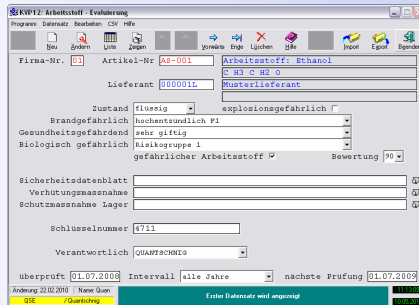 KVP12: Arbeitsstoff - Evaluierung
Programm Datensatz Bearbeiten CSV Hilfe
Neu Ändern Liste Zeigen Vorwärts Ende Löschen Hilfe Import Export Beenden
Firma-Nr. 01 Artikel-Nr AS-001 Arbeitsstoff: Ethanol
C H3 C H2 O
Lieferant 000001L Musterlieferant
Zustand flüssig explosionsgefährlich
Brandgefährlich hochentzündlich F1
Gesundheitsgefährdend sehr giftig
Biologisch gefährlich Risikogruppe 1
gefährlicher Arbeitsstoff Bewertung 90
Sicherheitsdatenblatt
Verhütungsmassnahme
Schutzmassnahme Lager
Schlüsselnummer 4711
Verantwortlich QUANTSCHNIG
überprüft 01.07.2008 Intervall alle Jahre nächste Prüfung 01.07.2009
Änderung: 22.02.2010 Name: Quan
QSE /Quantschnig Erster Datensatz wird angezeigt